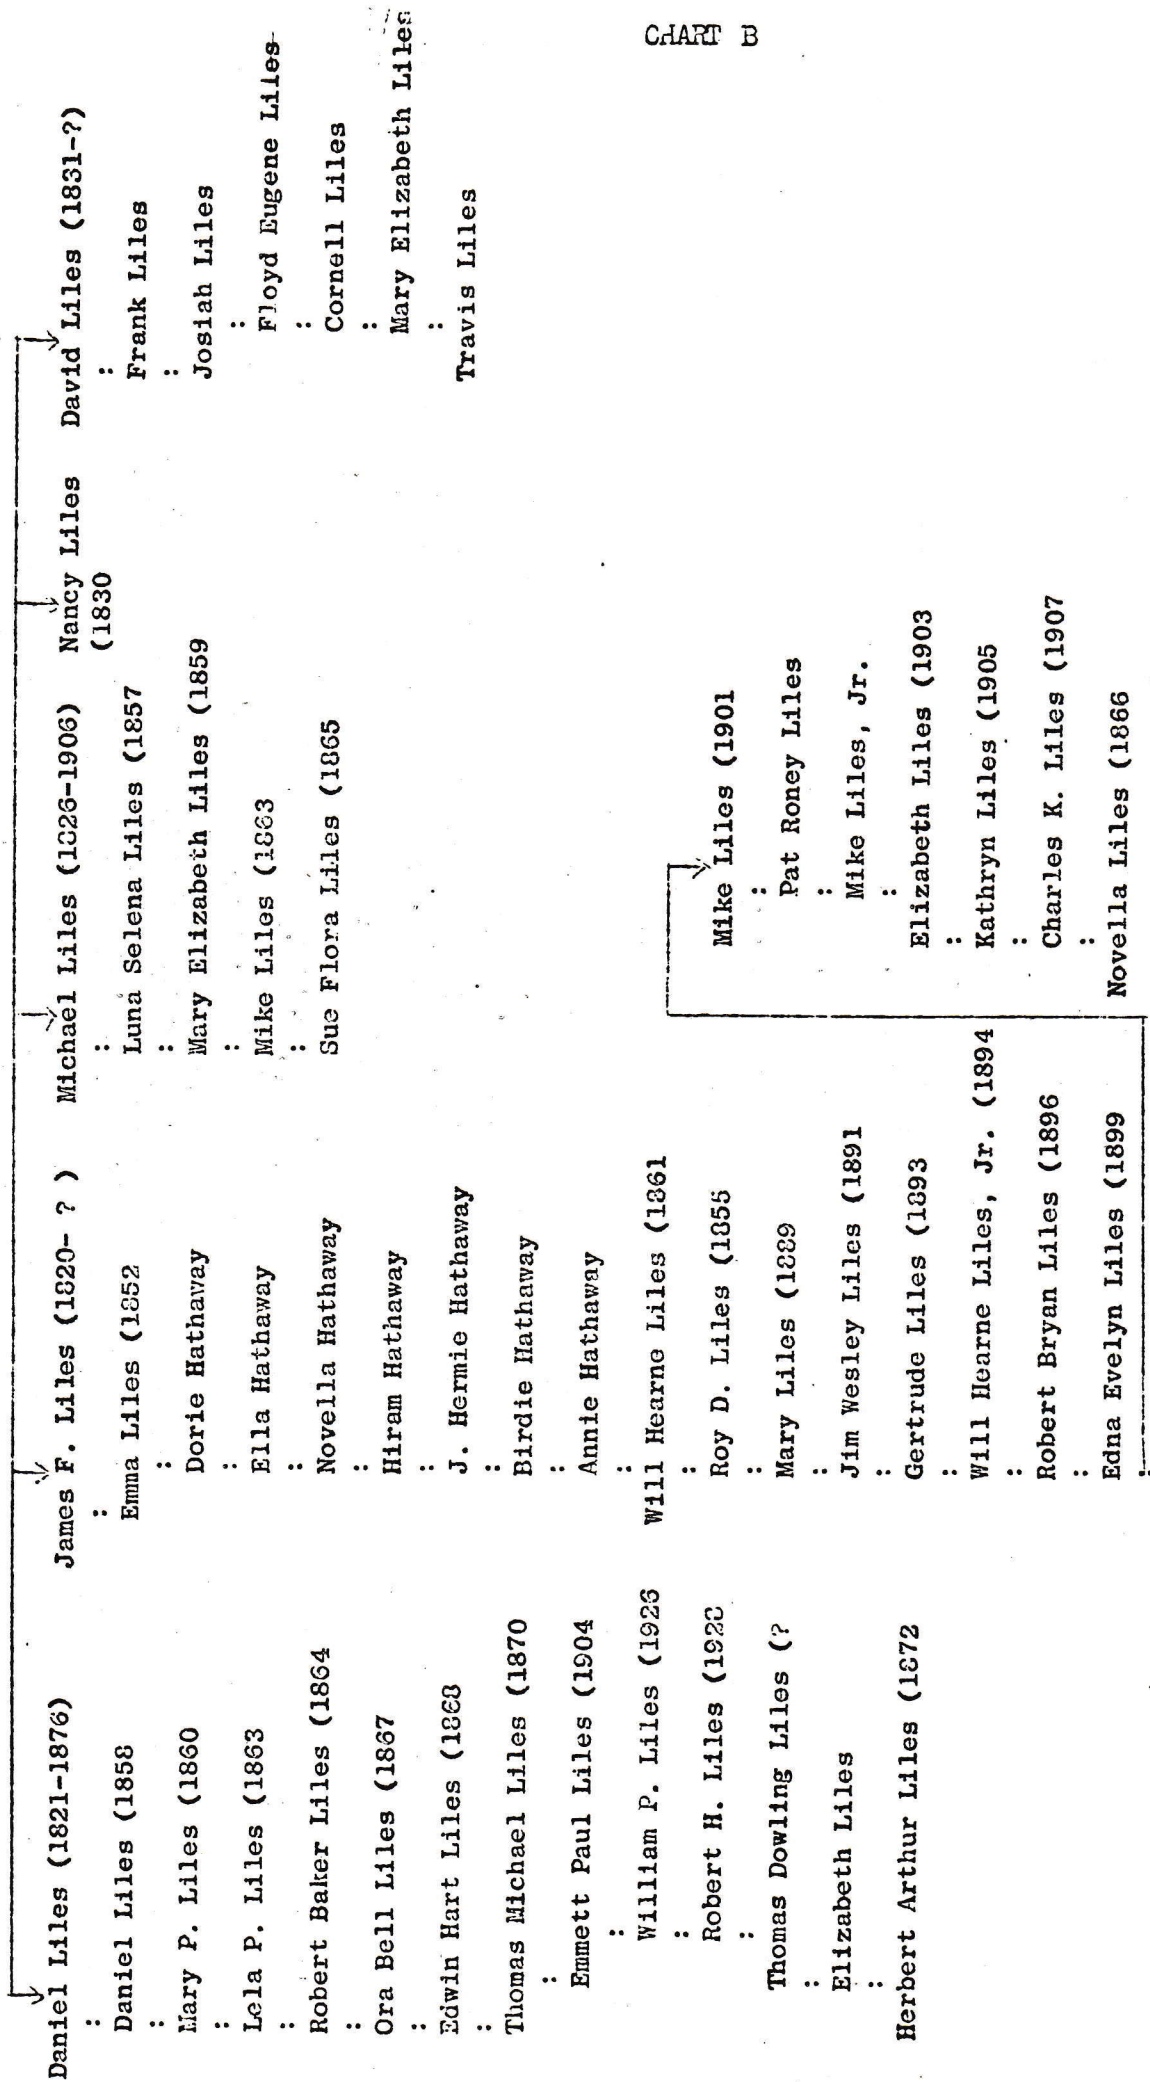 CHART B
Daniel Liles (1821-1876)
Daniel Liles (1858
Mary P. Liles (1860
Lela P. Liles (1863
Robert Baker Liles (1864
Ora Bell Liles (1867
Edwin Hart Liles (1868
Thomas Michael Liles (1870
Emmett Paul Liles (1904
William P. Liles (1926
Robert H. Liles (1928
Thomas Dowling Liles (?
Elizabeth Liles
Herbert Arthur Liles (1872
James F. Liles (1820- ? )
Emma Liles (1852
Dorie Hathaway
Ella Hathaway
Novella Hathaway
Hiram Hathaway
J. Hermie Hathaway
Birdie Hathaway
Annie Hathaway
Will Hearne Liles (1861
Roy D. Liles (1855
Mary Liles (1889
Jim Wesley Liles (1891
Gertrude Liles (1893
Will Hearne Liles, Jr. (1894
Robert Bryan Liles (1896
Edna Evelyn Liles (1899
Mike Liles (1901
Pat Roney Liles
Mike Liles, Jr.
Elizabeth Liles (1903
Kathryn Liles (1905
Charles K. Liles (1907
Novella Liles (1866
Michael Liles (1826-1906)
Luna Selena Liles (1857
Mary Elizabeth Liles (1859
Mike Liles (1863
Sue Flora Liles (1865
Nancy Liles
(1830
David Liles (1831-?)
Frank Liles
Josiah Liles
Floyd Eugene Liles
Cornell Liles
Mary Elizabeth Liles
Travis Liles